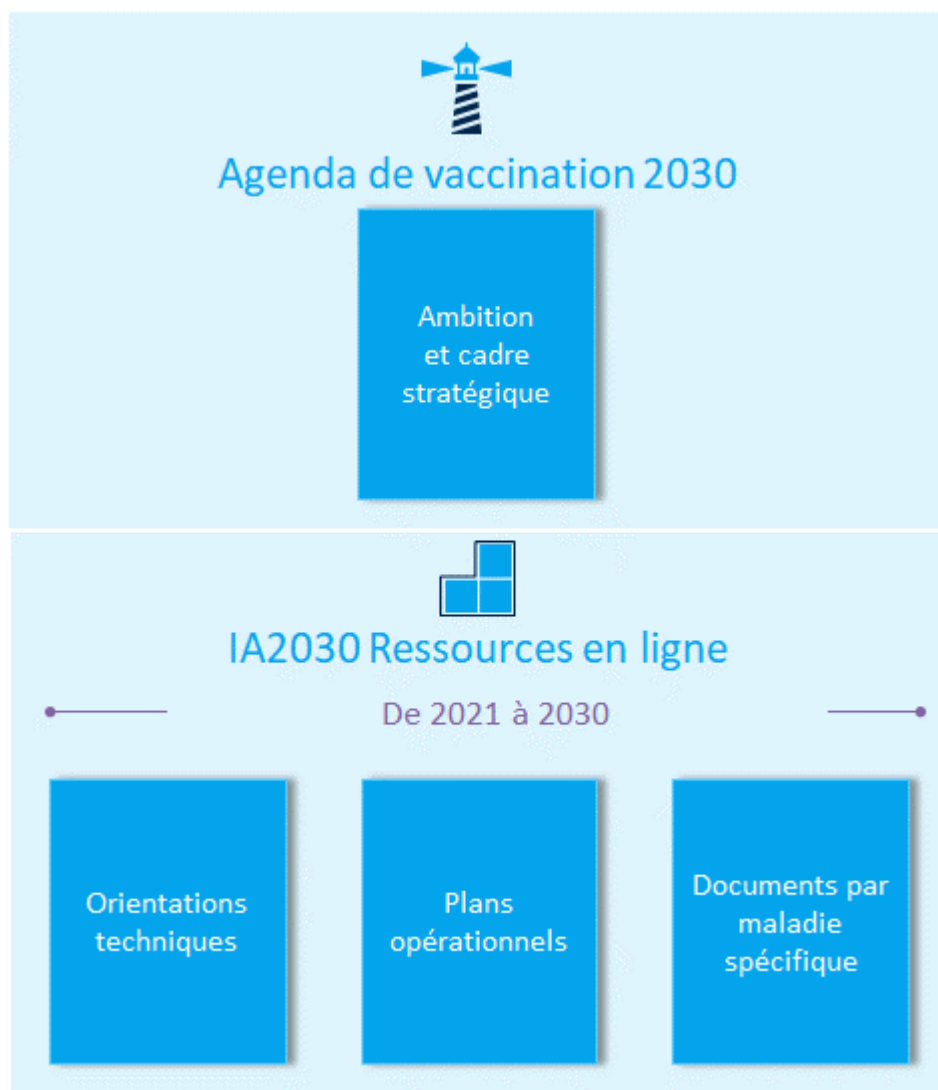 Agenda de vaccination 2030
Ambition
et cadre
stratégique
IA2030 Ressources en ligne
De 2021 à 2030
Orientations
techniques
Plans
opérationnels
Documents par
maladie
spécifique